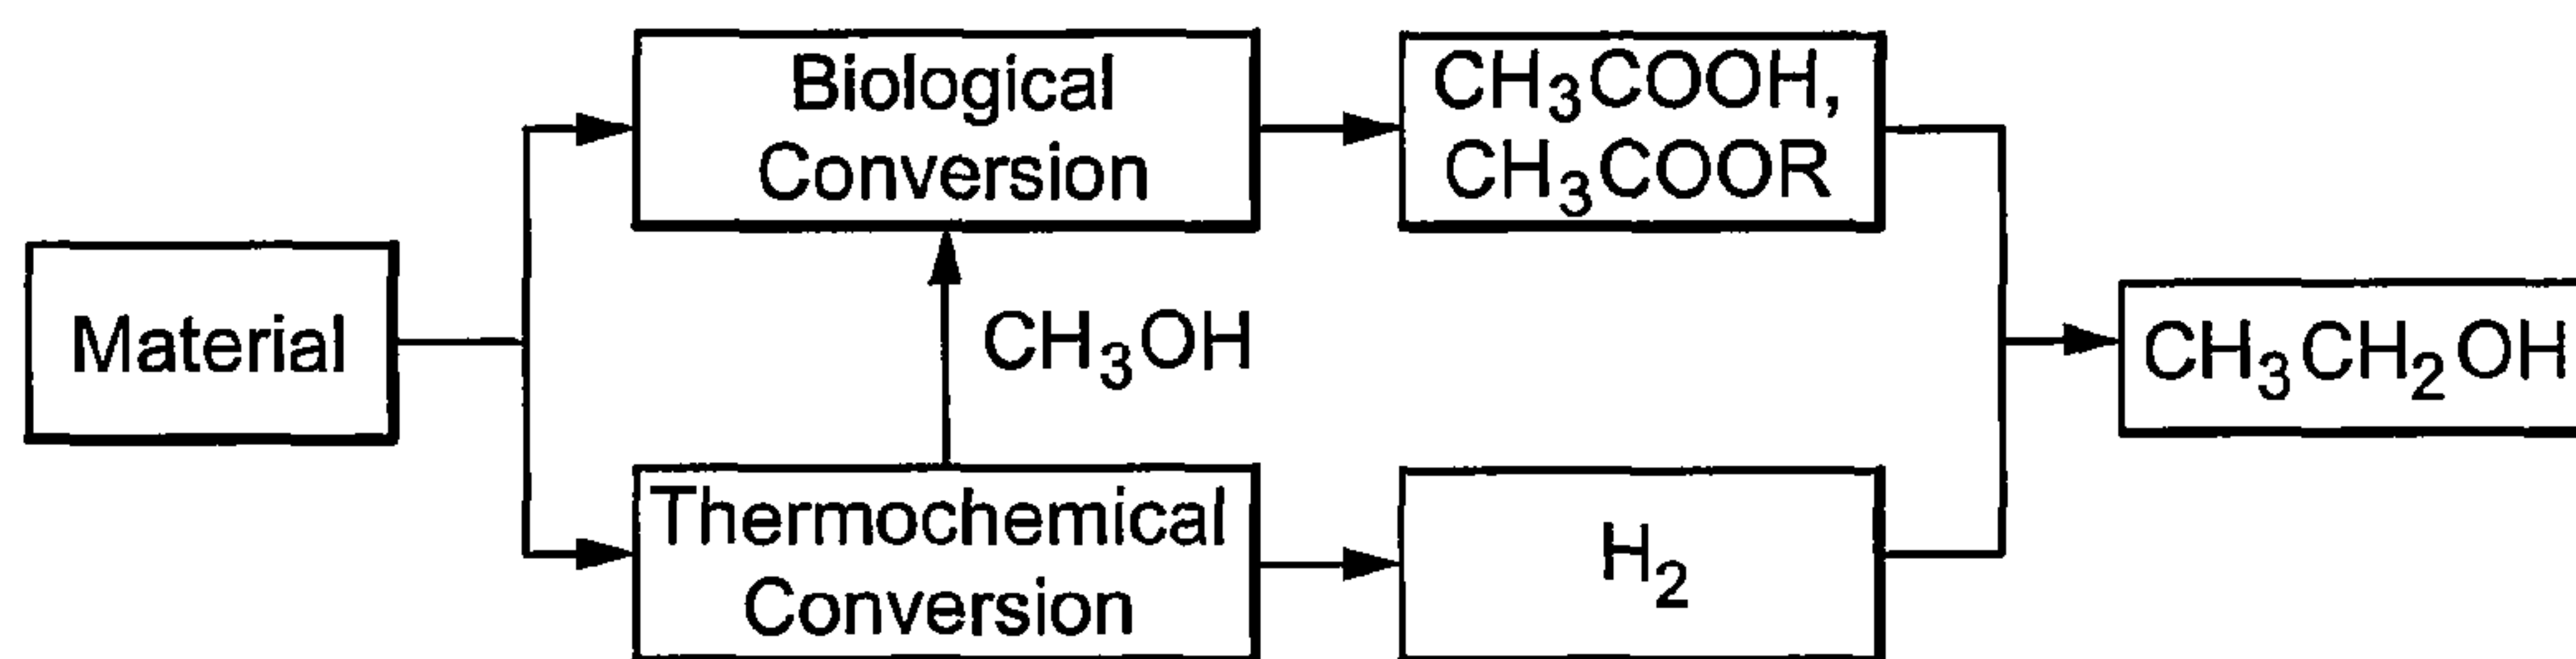 Biological
Conversion
CH₃COOH,
CH₃COOR
Material
CH₃OH
CH₃CH₂OH
Thermochemical
Conversion
H₂